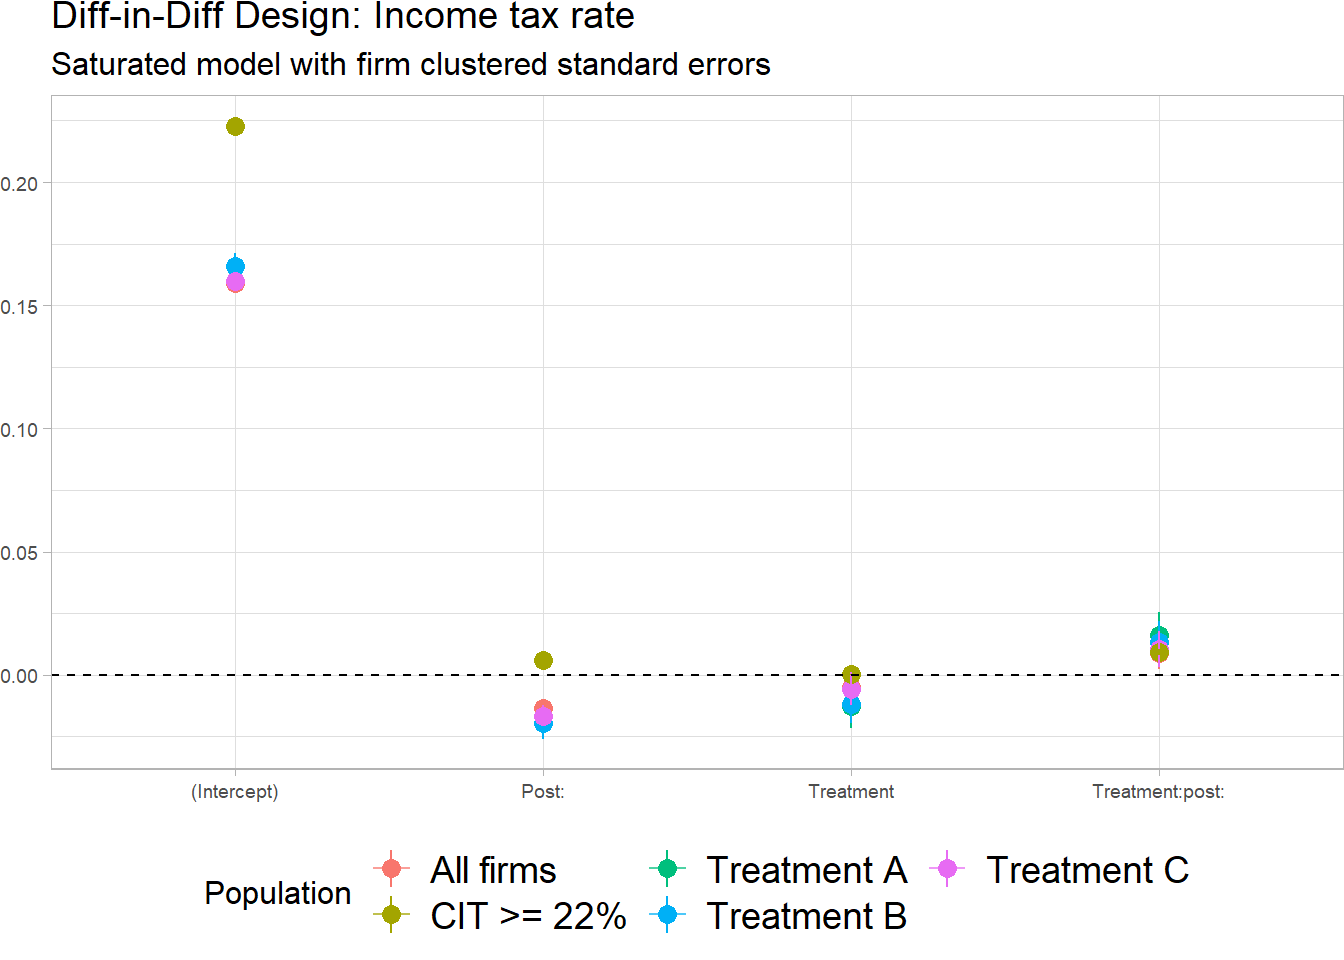 Diff-in-Diff Design: Income tax rate
Saturated model with firm clustered standard errors
0.20
0.15
0.10
0.05
0.00
(Intercept) Post: Treatment Treatment:post:
Population
All firms Treatment A Treatment C
CIT >= 22% Treatment B